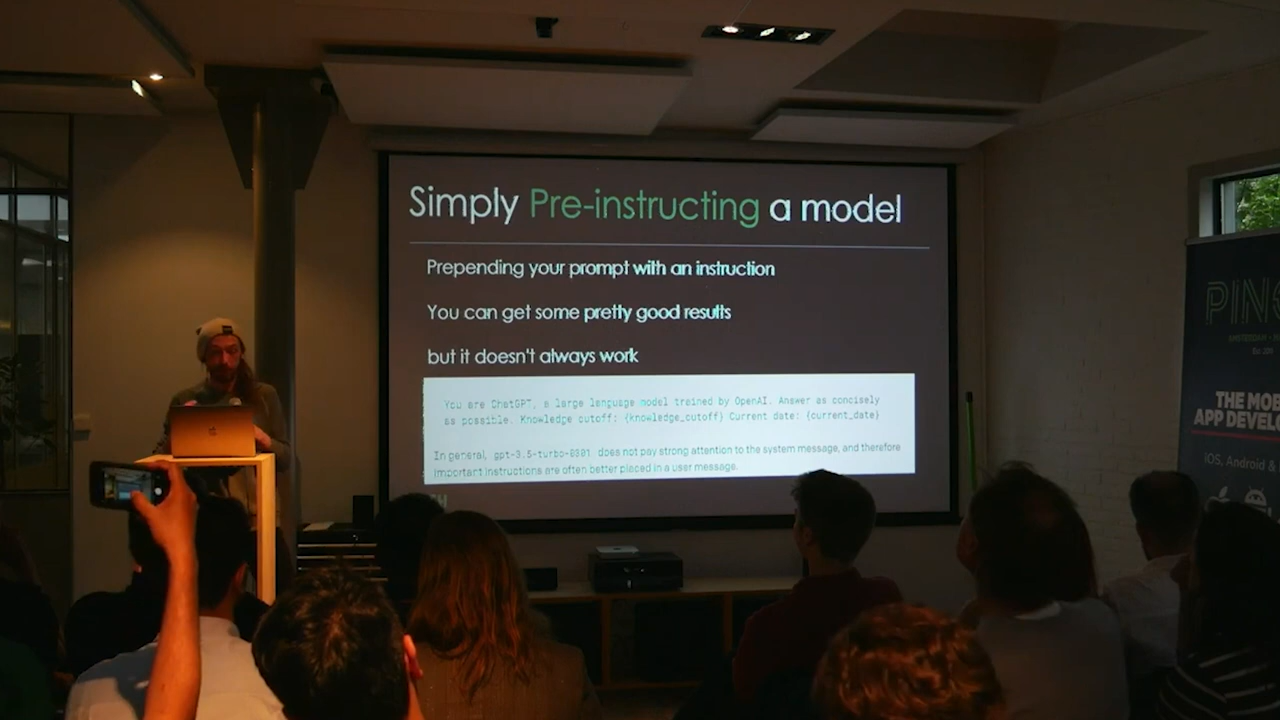 Simply Pre-instructing a model
Prepending your prompt with an instruction
You can get some pretty good results
but it doesn't always work
You are ChatGPT, a large language model trained by OpenAI. Answer as concisely
as possible. Knowledge cutoff: {knowledge_cutoff} Current date: {current_date}
In general, gpt-3.5-turbo-0301 does not pay strong attention to the system message, and therefore
important instructions are often better placed in a user message.
PIN
THE MOB
APP DEVELO
iOS, Android &